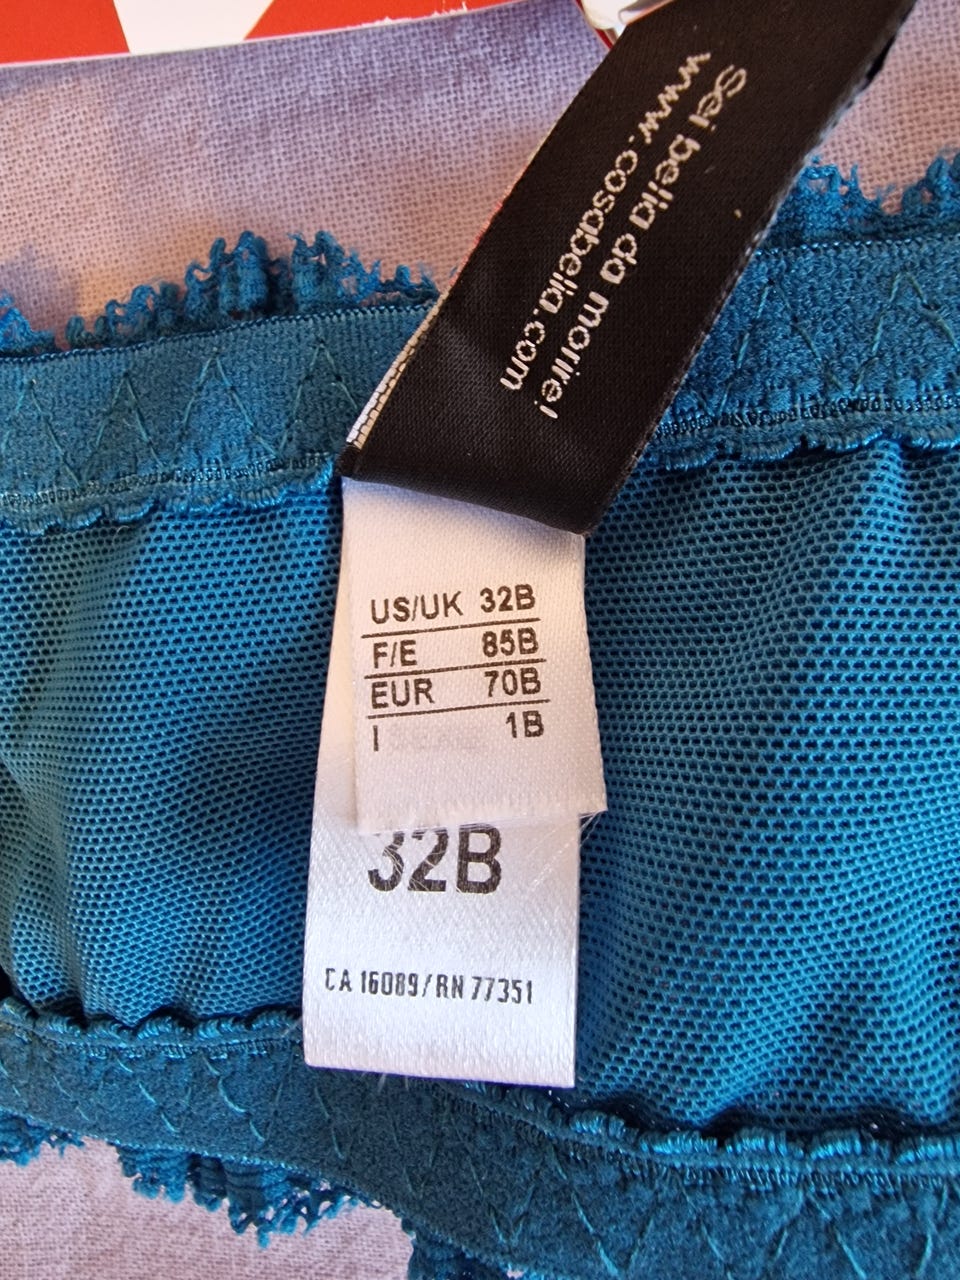 Sei bella da morire!
www.cosabella.com
US/UK 32B
F/E 85B
EUR 70B
I 1B
32B
CA 16089/RN 77351